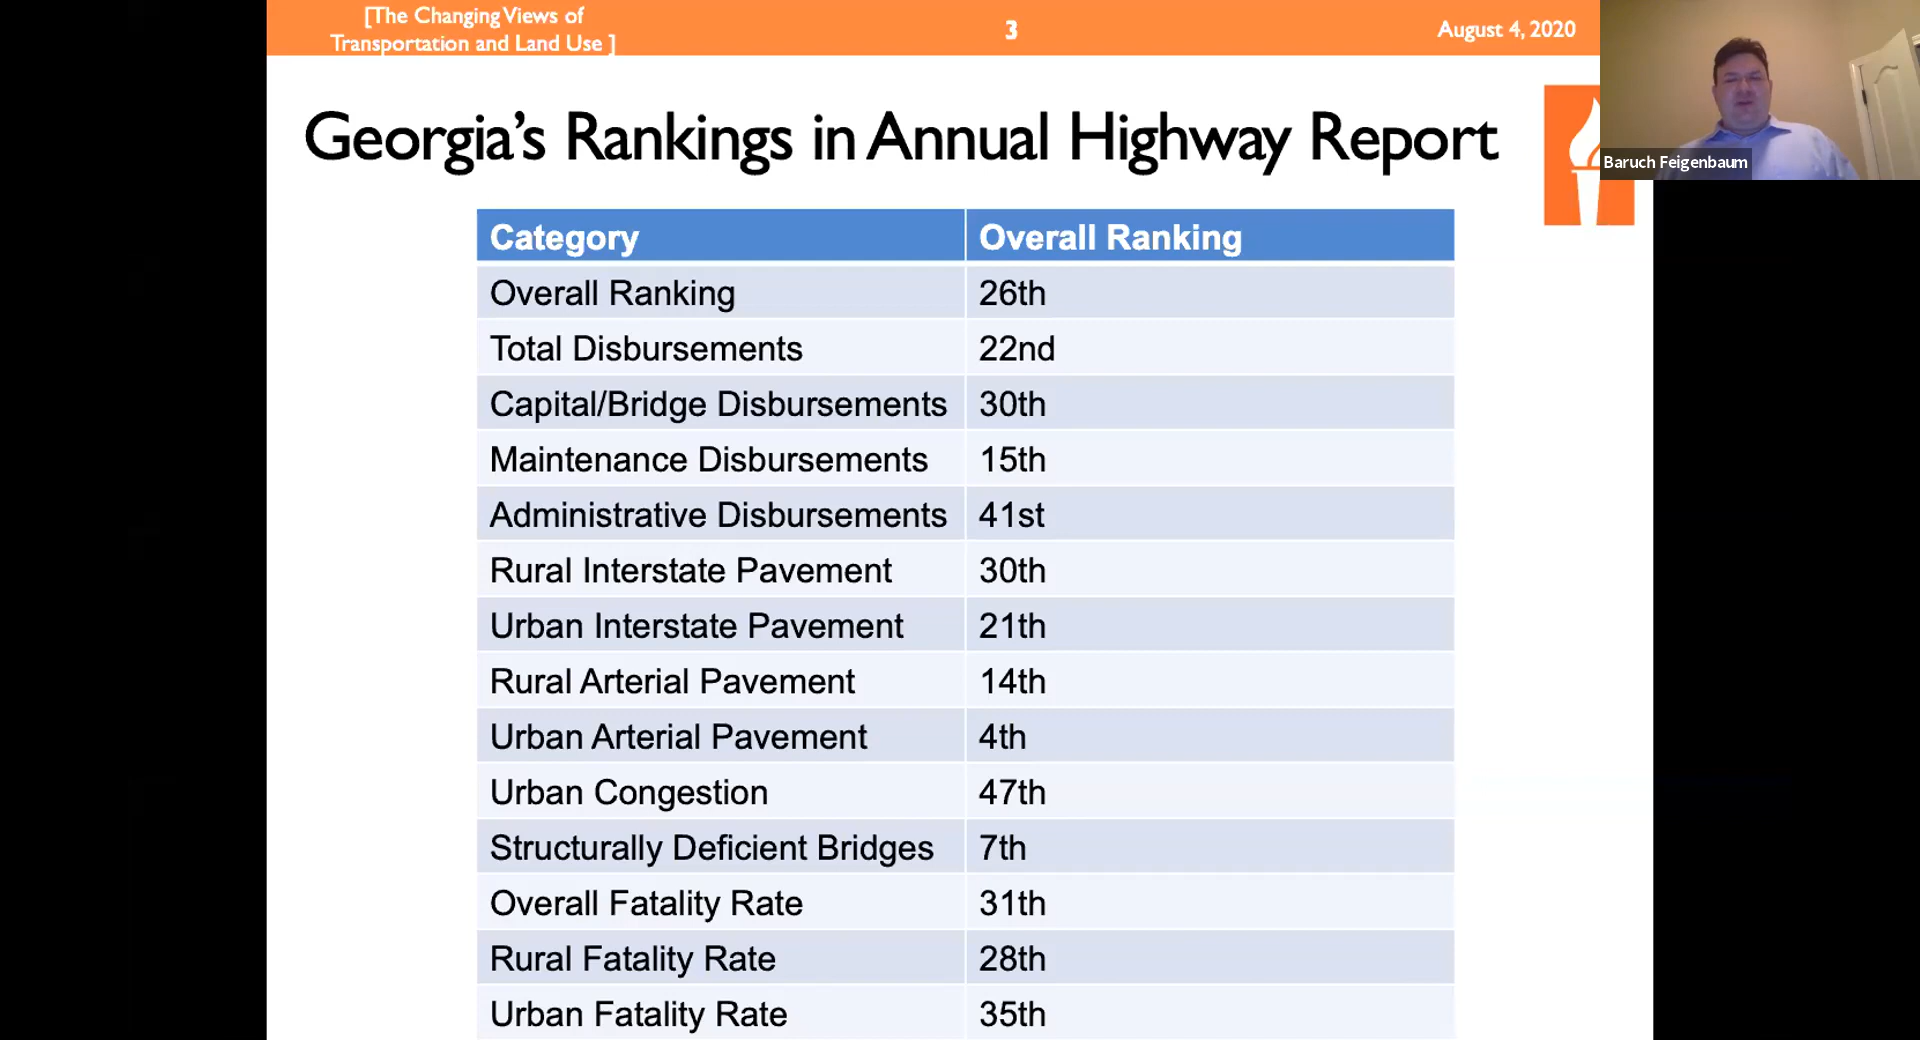 [The Changing Views of
Transportation and Land Use ]
3
August 4, 2020
Baruch Feigenbaum
Georgia's Rankings in Annual Highway Report
Category Overall Ranking
Overall Ranking 26th
Total Disbursements 22nd
Capital/Bridge Disbursements 30th
Maintenance Disbursements 15th
Administrative Disbursements 41st
Rural Interstate Pavement 30th
Urban Interstate Pavement 21th
Rural Arterial Pavement 14th
Urban Arterial Pavement 4th
Urban Congestion 47th
Structurally Deficient Bridges 7th
Overall Fatality Rate 31th
Rural Fatality Rate 28th
Urban Fatality Rate 35th